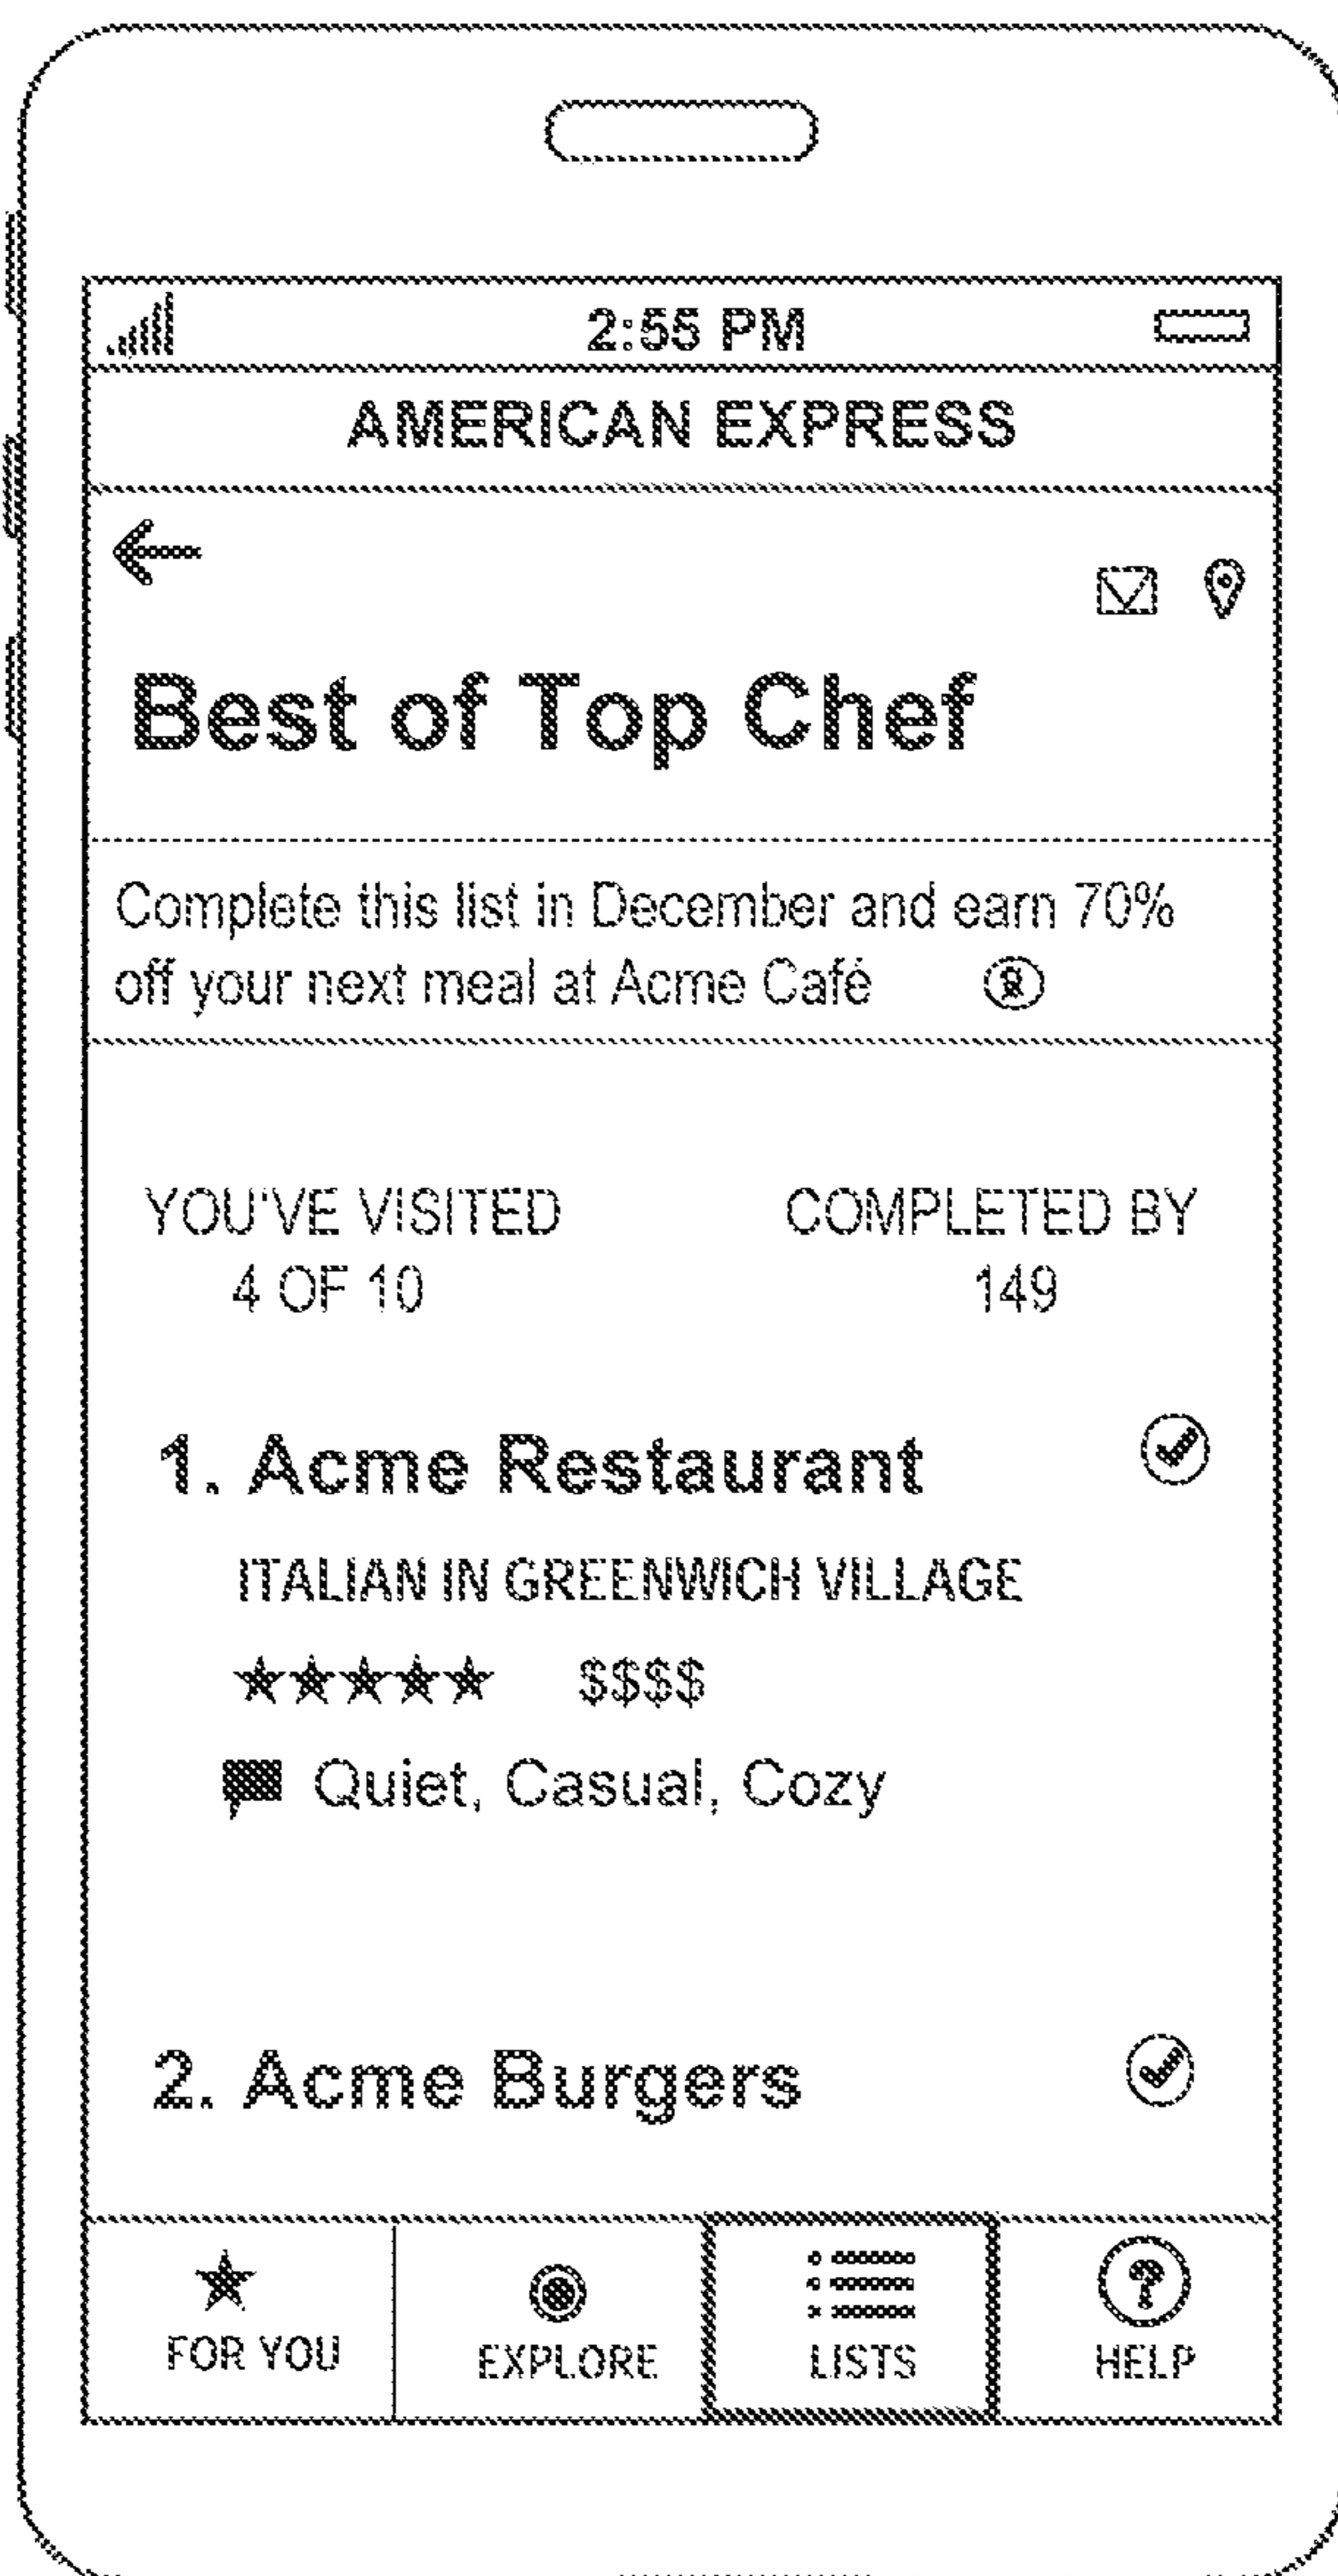 2:55 PM
AMERICAN EXPRESS
Best of Top Chef
Complete this list in December and earn 70%
off your next meal at Acme Café
YOU'VE VISITED COMPLETED BY
4 OF 10 149
1. Acme Restaurant
ITALIAN IN GREENWICH VILLAGE
★★★★★ $$$$
Quiet, Casual, Cozy
2. Acme Burgers
FOR YOU EXPLORE LISTS HELP